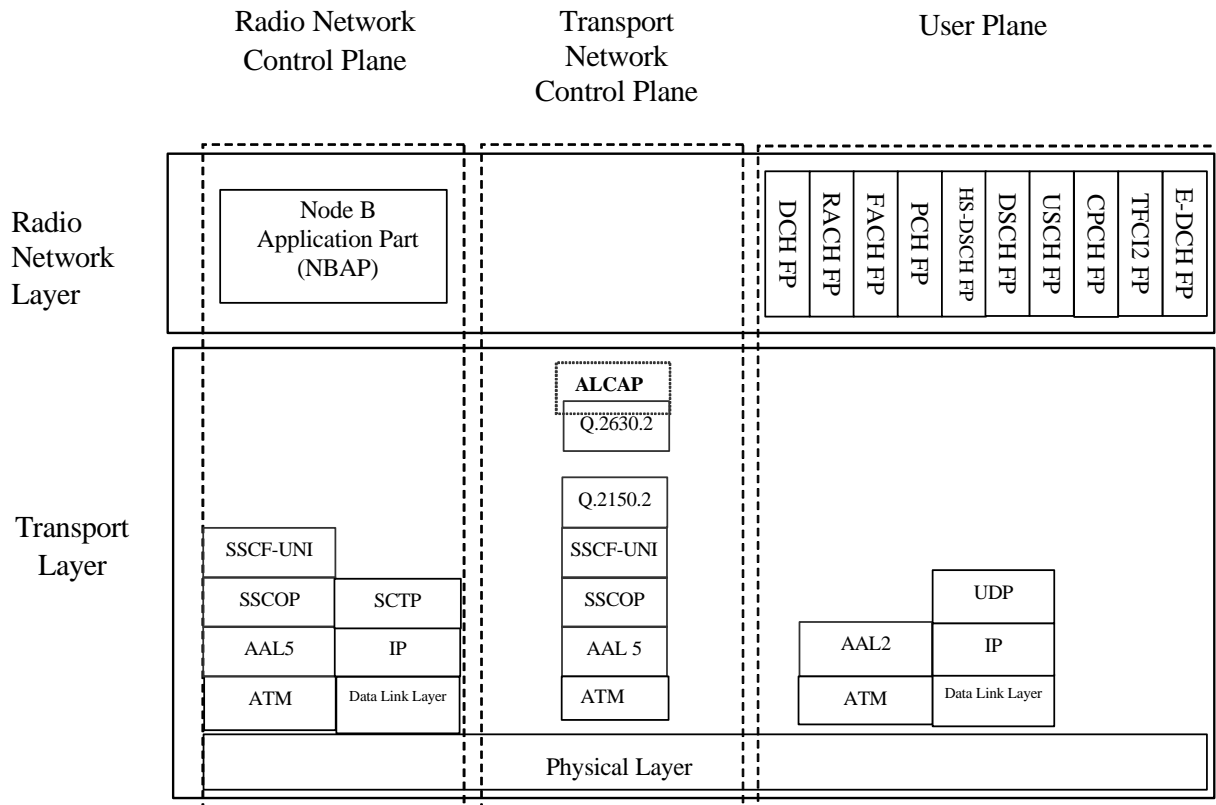 Radio Network
Control Plane
Transport
Network
Control Plane
User Plane
Radio
Network
Layer
Node B
Application Part
(NBAP)
DCH FP
RACH FP
FACH FP
PCH FP
HS-DSCH FP
DSCH FP
USCH FP
CPCH FP
TFCI2 FP
E-DCH FP
Transport
Layer
SSCF-UNI
SSCOP
AAL5
ATM
SCTP
IP
Data Link Layer
ALCAP
Q.2630.2
Q.2150.2
SSCF-UNI
SSCOP
AAL 5
ATM
AAL2
ATM
UDP
IP
Data Link Layer
Physical Layer